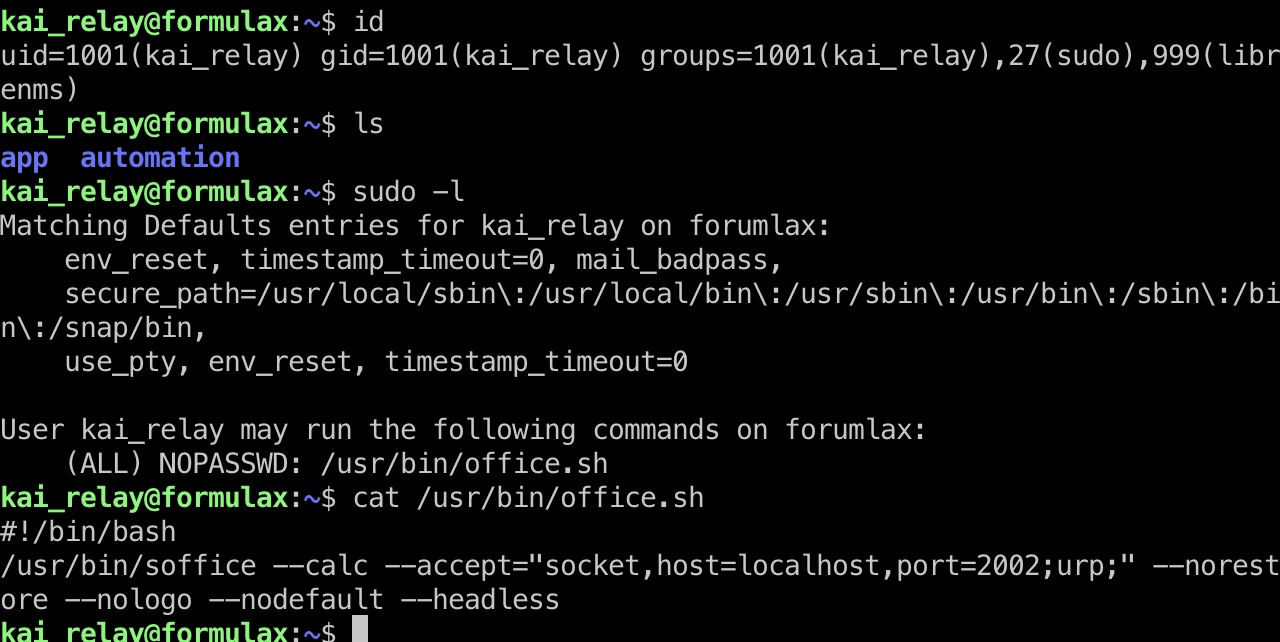 kai_relay@formulax:~$ id
uid=1001(kai_relay) gid=1001(kai_relay) groups=1001(kai_relay),27(sudo),999(libr
enms)
kai_relay@formulax:~$ ls
app  automation
kai_relay@formulax:~$ sudo -l
Matching Defaults entries for kai_relay on forumlax:
    env_reset, timestamp_timeout=0, mail_badpass,
    secure_path=/usr/local/sbin\:/usr/local/bin\:/usr/sbin\:/usr/bin\:/sbin\:/bi
n\:/snap/bin,
    use_pty, env_reset, timestamp_timeout=0

User kai_relay may run the following commands on forumlax:
    (ALL) NOPASSWD: /usr/bin/office.sh
kai_relay@formulax:~$ cat /usr/bin/office.sh
#!/bin/bash
/usr/bin/soffice --calc --accept="socket,host=localhost,port=2002;urp;" --norest
ore --nologo --nodefault --headless
kai_relay@formulax:~$